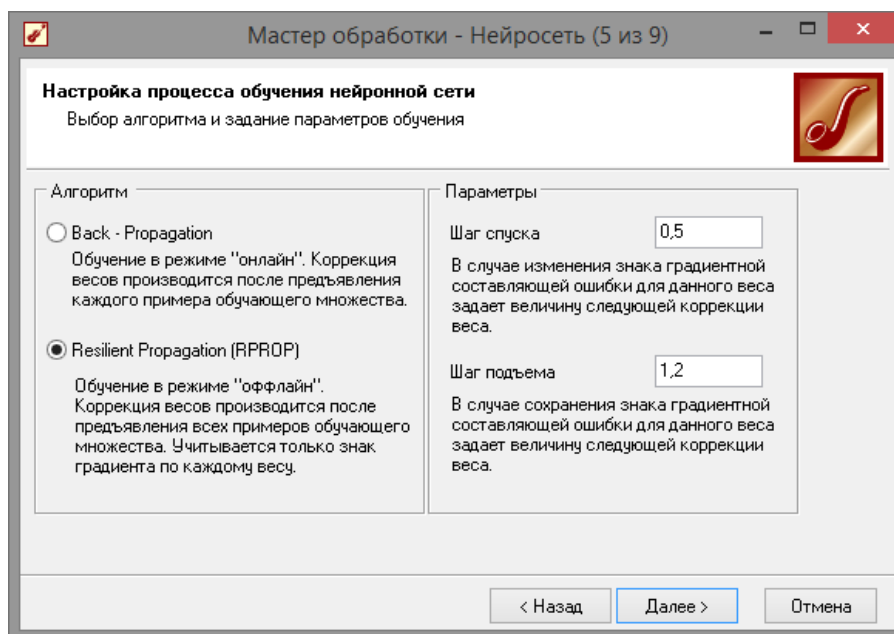 Мастер обработки - Нейросеть (5 из 9)
Настройка процесса обучения нейронной сети
Выбор алгоритма и задание параметров обучения
Алгоритм
Back - Propagation
Обучение в режиме "онлайн". Коррекция
весов производится после предъявления
каждого примера обучающего множества.
Resilient Propagation (RPROP)
Обучение в режиме "оффлайн".
Коррекция весов производится после
предъявления всех примеров обучающего
множества. Учитывается только знак
градиента по каждому весу.
Параметры
Шаг спуска 0,5
В случае изменения знака градиентной
составляющей ошибки для данного веса
задает величину следующей коррекции
веса.
Шаг подъема 1,2
В случае сохранения знака градиентной
составляющей ошибки для данного веса
задает величину следующей коррекции
веса.
< Назад Далее > Отмена